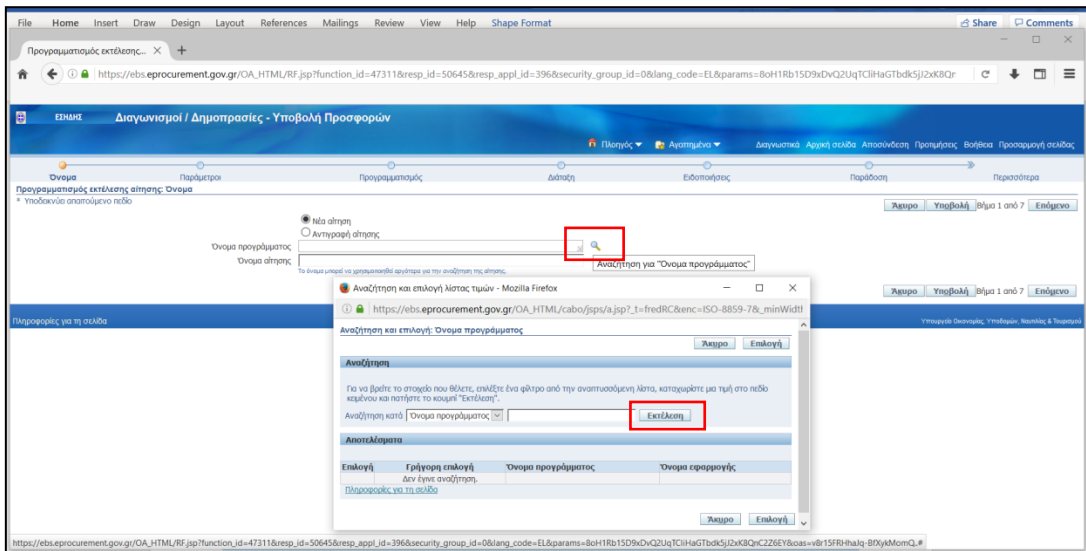 File Home Insert Draw Design Layout References Mailings Review View Help Shape Format Share Comments
Προγραμματισμός εκτέλεσης...
https://ebs.eprocurement.gov.gr/OA_HTML/RF.jsp?function_id=47311&resp_id=50645&resp_appl_id=396&security_group_id=0&lang_code=EL&params=8oH1Rb15D9xDvQ2UqTCliHaGTbdk5jJ2xK8Qr
ΕΣΗΔΗΣ Διαγωνισμοί / Δημοπρασίες - Υποβολή Προσφορών
Πλοηγός Αγαπημένα Διαγνωστικά Αρχική σελίδα Αποσύνδεση Προτιμήσεις Βοήθεια Προσαρμογή σελίδας
Όνομα Παράμετροι Προγραμματισμός Διάταξη Ειδοποιήσεις Παράδοση Περισσότερα
Προγραμματισμός εκτέλεσης αίτησης: Όνομα
* Υποδεικνύει απαιτούμενο πεδίο
Άκυρο Υποβολή Βήμα 1 από 7 Επόμενο
Νέα αίτηση
Αντιγραφή αίτησης
Όνομα προγράμματος
Όνομα αίτησης
Αναζήτηση για "Όνομα προγράμματος"
Το όνομα μπορεί να χρησιμοποιηθεί αργότερα για την αναζήτηση της αίτησης.
Άκυρο Υποβολή Βήμα 1 από 7 Επόμενο
Πληροφορίες για τη σελίδα
Υπουργείο Οικονομίας, Υποδομών, Ναυτιλίας & Τουρισμού
Αναζήτηση και επιλογή λίστας τιμών - Mozilla Firefox
https://ebs.eprocurement.gov.gr/OA_HTML/cabo/jsps/a.jsp?_t=fredRC&enc=ISO-8859-7&_minWidth
Αναζήτηση και επιλογή: Όνομα προγράμματος
Άκυρο Επιλογή
Αναζήτηση
Για να βρείτε το στοιχείο που θέλετε, επιλέξτε ένα φίλτρο από την αναπτυσσόμενη λίστα, καταχωρίστε μια τιμή στο πεδίο
κειμένου και πατήστε το κουμπί "Εκτέλεση".
Αναζήτηση κατά Όνομα προγράμματος Εκτέλεση
Αποτελέσματα
Επιλογή Γρήγορη επιλογή Όνομα προγράμματος Όνομα εφαρμογής
Δεν έγινε αναζήτηση.
Πληροφορίες για τη σελίδα
Άκυρο Επιλογή
https://ebs.eprocurement.gov.gr/OA_HTML/RF.jsp?function_id=47311&resp_id=50645&resp_appl_id=396&security_group_id=0&lang_code=EL&params=8oH1Rb15D9xDvQ2UqTCliHaGTbdk5jJ2xK8QnC2Z6EY&oas=v8r15FRHhaJq-BfXykMomQ..#